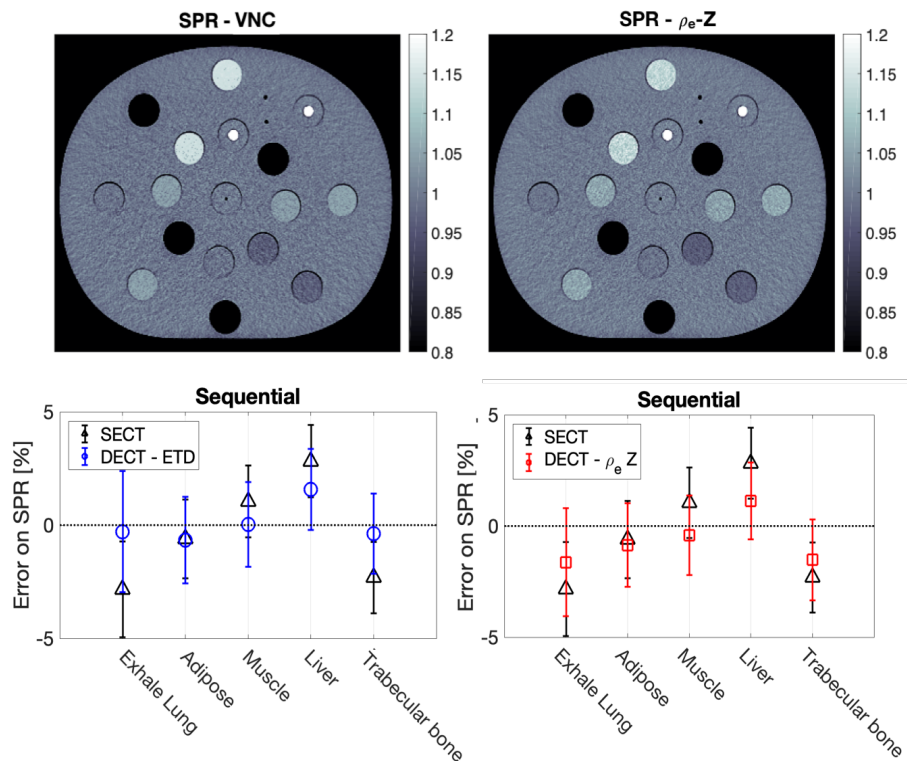 SPR - VNC
1.2
1.15
1.1
1.05
1
0.95
0.9
0.85
0.8
SPR - ρe-Z
1.2
1.15
1.1
1.05
1
0.95
0.9
0.85
0.8
Sequential
Error on SPR [%]
5
0
-5
SECT
DECT - ETD
Exhale Lung
Adipose
Muscle
Liver
Trabecular bone
Sequential
Error on SPR [%]
5
0
-5
SECT
DECT - ρe Z
Exhale Lung
Adipose
Muscle
Liver
Trabecular bone